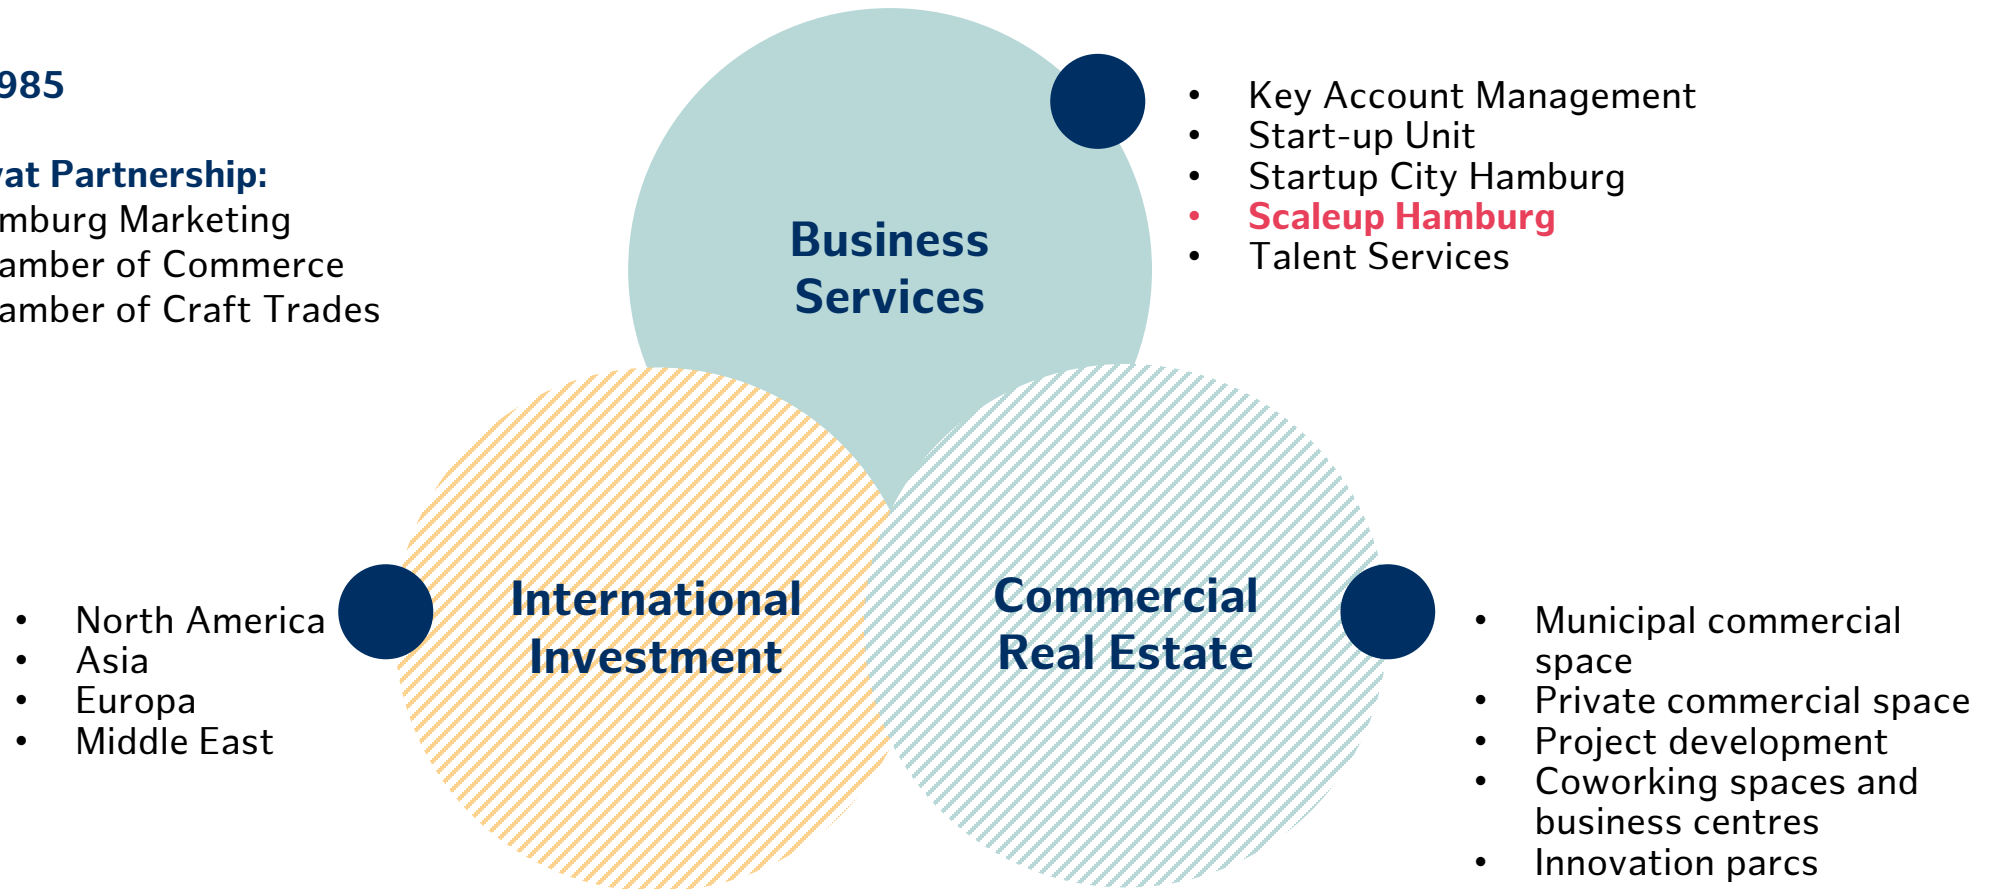 985
vat Partnership:
mburg Marketing
amber of Commerce
amber of Craft Trades
• Key Account Management
• Start-up Unit
• Startup City Hamburg
• Scaleup Hamburg
• Talent Services
Business
Services
International
Investment
Commercial
Real Estate
• North America
• Asia
• Europa
• Middle East
• Municipal commercial
space
• Private commercial space
• Project development
• Coworking spaces and
business centres
• Innovation parcs